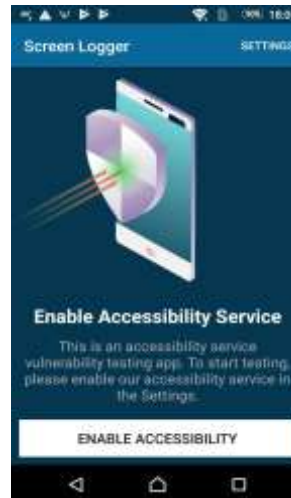 Screen Logger SETTINGS
Enable Accessibility Service
This is an accessibility service
vulnerability testing app. To start testing,
please enable our accessibility service in
the Settings.
ENABLE ACCESSIBILITY